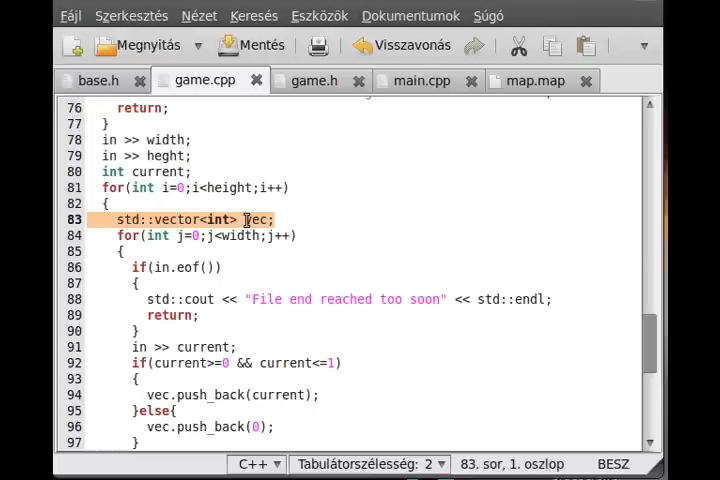 Fájl Szerkesztés Nézet Keresés Eszközök Dokumentumok Súgó
Megnyitás Mentés Visszavonás
base.h game.cpp game.h main.cpp map.map
76 return;
77 }
78 in >> width;
79 in >> heght;
80 int current;
81 for(int i=0;i<height;i++)
82 {
83 std::vector<int> vec;
84 for(int j=0;j<width;j++)
85 {
86 if(in.eof())
87 {
88 std::cout << "File end reached too soon" << std::endl;
89 return;
90 }
91 in >> current;
92 if(current>=0 && current<=1)
93 {
94 vec.push_back(current);
95 }else{
96 vec.push_back(0);
97 }
C++ Tabulátorszélesség: 2 83. sor, 1. oszlop BESZ